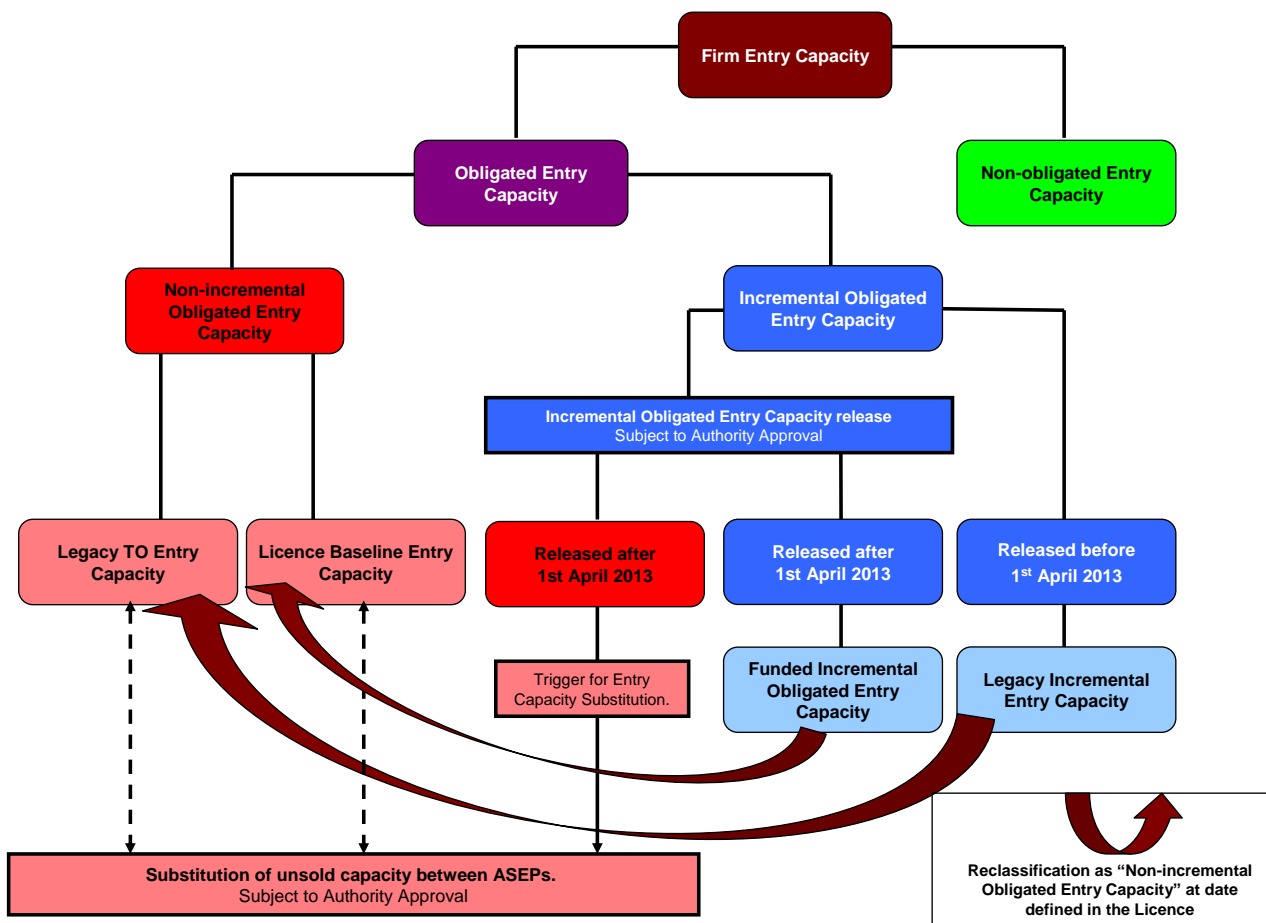 Firm Entry Capacity
Obligated Entry
Capacity
Non-obligated Entry
Capacity
Non-incremental
Obligated Entry
Capacity
Incremental Obligated
Entry Capacity
Incremental Obligated Entry Capacity release
Subject to Authority Approval
Legacy TO Entry
Capacity
Licence Baseline Entry
Capacity
Released after
1st April 2013
Released after
1st April 2013
Released before
1st April 2013
Trigger for Entry
Capacity Substitution.
Funded Incremental
Obligated Entry
Capacity
Legacy Incremental
Entry Capacity
Substitution of unsold capacity between ASEPs.
Subject to Authority Approval
Reclassification as “Non-incremental
Obligated Entry Capacity” at date
defined in the Licence